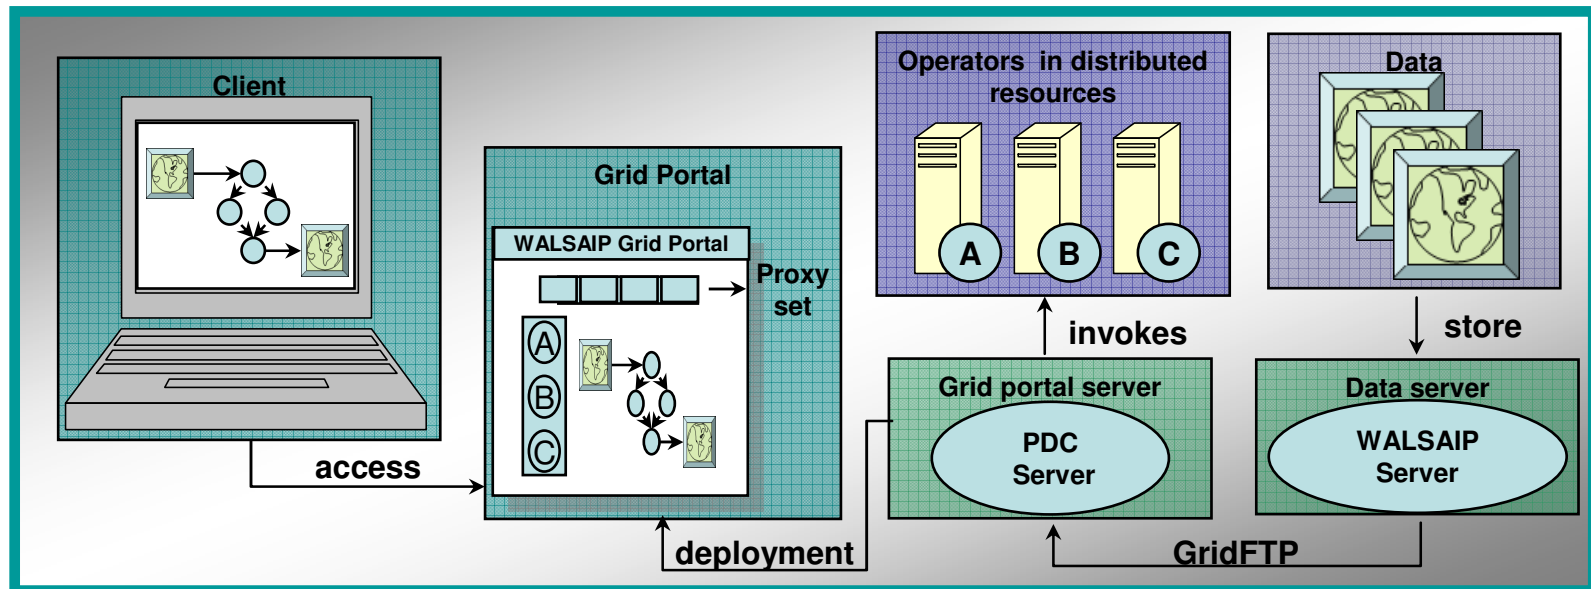 Client
access
Grid Portal
WALSAIP Grid Portal
Proxy
set
A
B
C
deployment
Operators in distributed
resources
A
B
C
invokes
Grid portal server
PDC
Server
Data
store
Data server
WALSAIP
Server
GridFTP